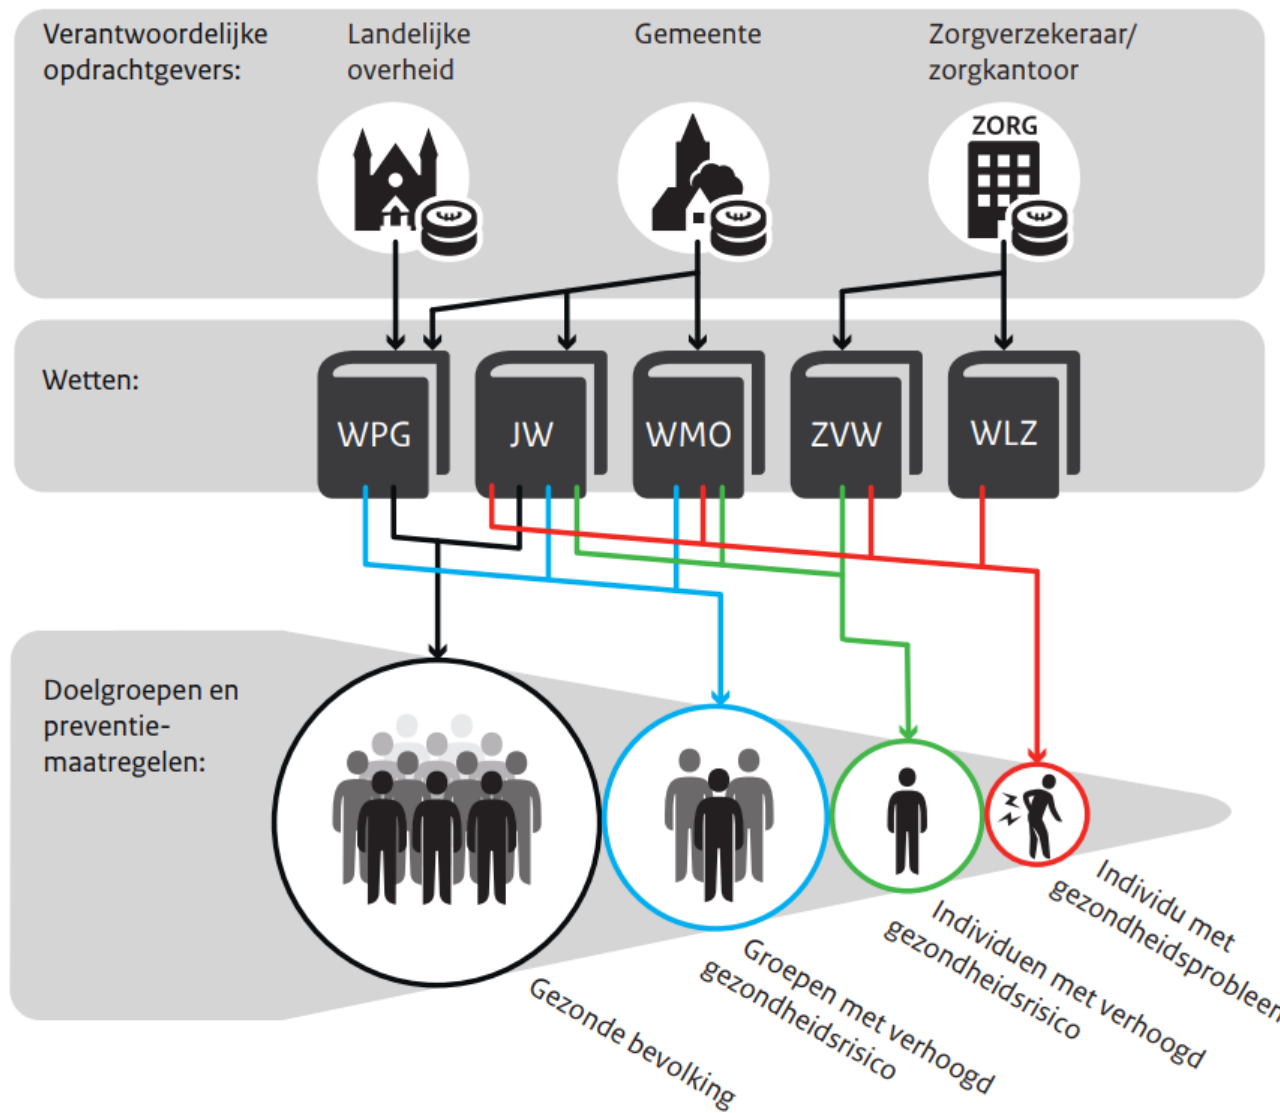 Verantwoordelijke
opdrachtgevers:
Landelijke
overheid
Gemeente
Zorgverzekeraar/
zorgkantoor
ZORG
Wetten:
WPG
JW
WMO
ZVW
WLZ
Doelgroepen en
preventie-
maatregelen:
Gezonde bevolking
Groepen met verhoogd
gezondheidsrisico
Individuen met verhoogd
gezondheidsrisico
Individu met
gezondheidsprobleem